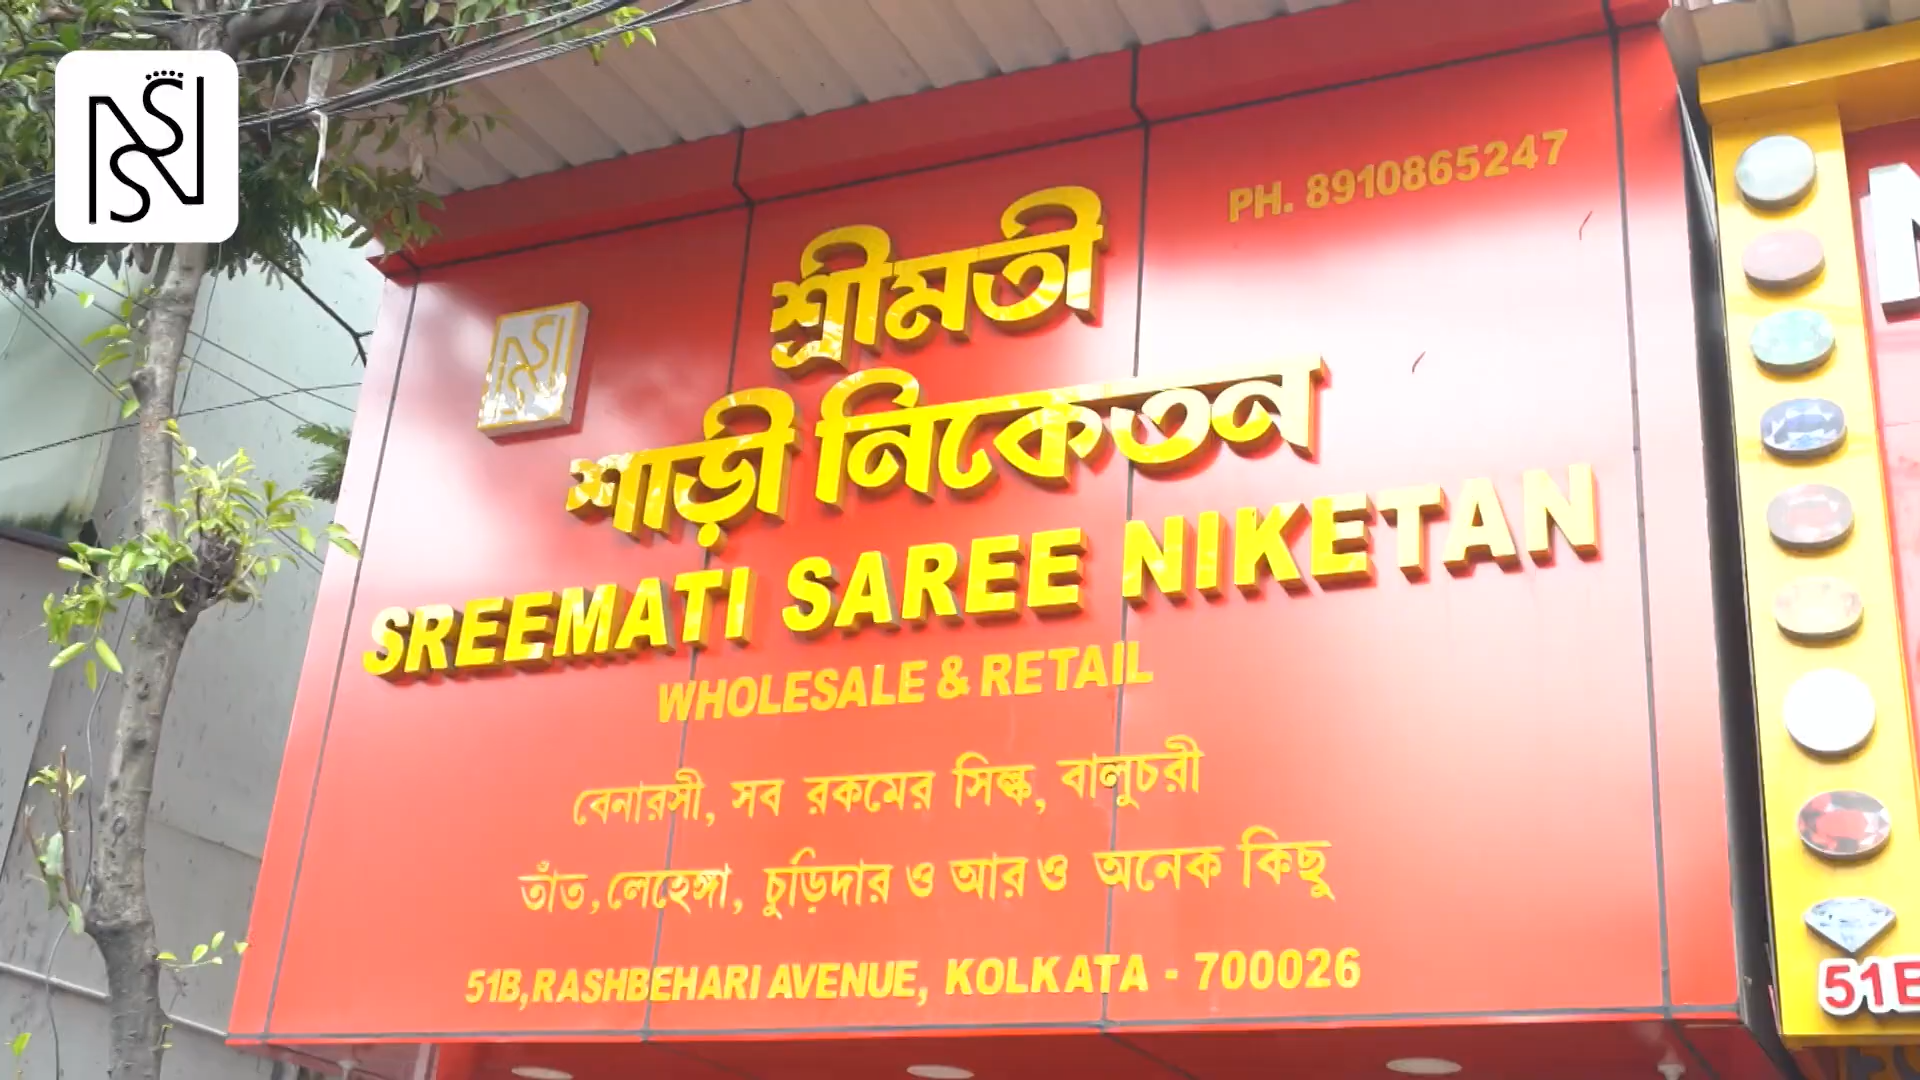 PH. 8910865247
শ্রীমতী
শাড়ী নিকেতন
SREEMATI SAREE NIKETAN
WHOLESALE & RETAIL
বেনারসী, সব রকমের সিল্ক, বালুচরী
তাঁত, লেহেঙ্গা, চুড়িদার ও আরও অনেক কিছু
51B, RASHBEHARI AVENUE, KOLKATA - 700026
51B